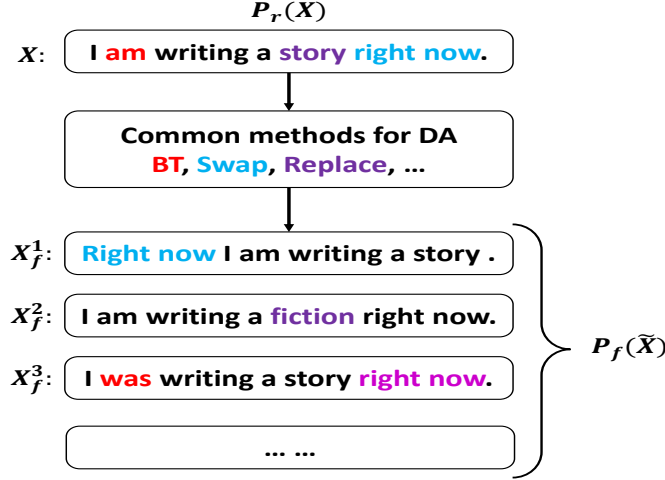 P_r(X)
X: I am writing a story right now.
Common methods for DA
BT, Swap, Replace, ...
X_f^1: Right now I am writing a story .
X_f^2: I am writing a fiction right now.
X_f^3: I was writing a story right now.
... ...
P_f(X̃)